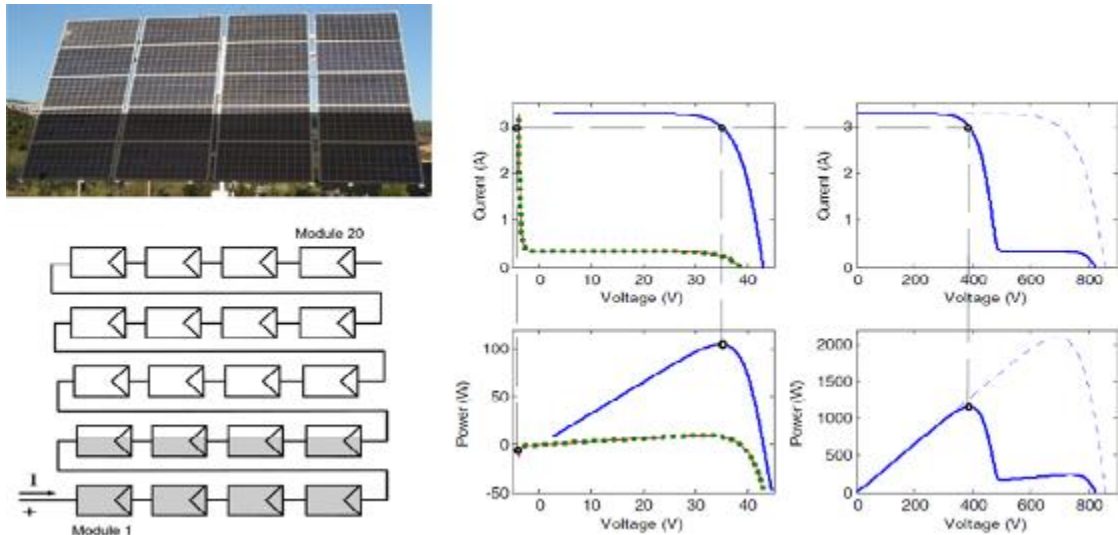 Module 20
I
+
Module 1
3
2
1
0
Current (A)
0 10 20 30 40
Voltage (V)
3
2
1
0
Current (A)
0 200 400 600 800
Voltage (V)
100
50
0
-50
Power (W)
0 10 20 30 40
Voltage (V)
2000
1500
1000
500
0
Power (W)
0 200 400 600 800
Voltage (V)